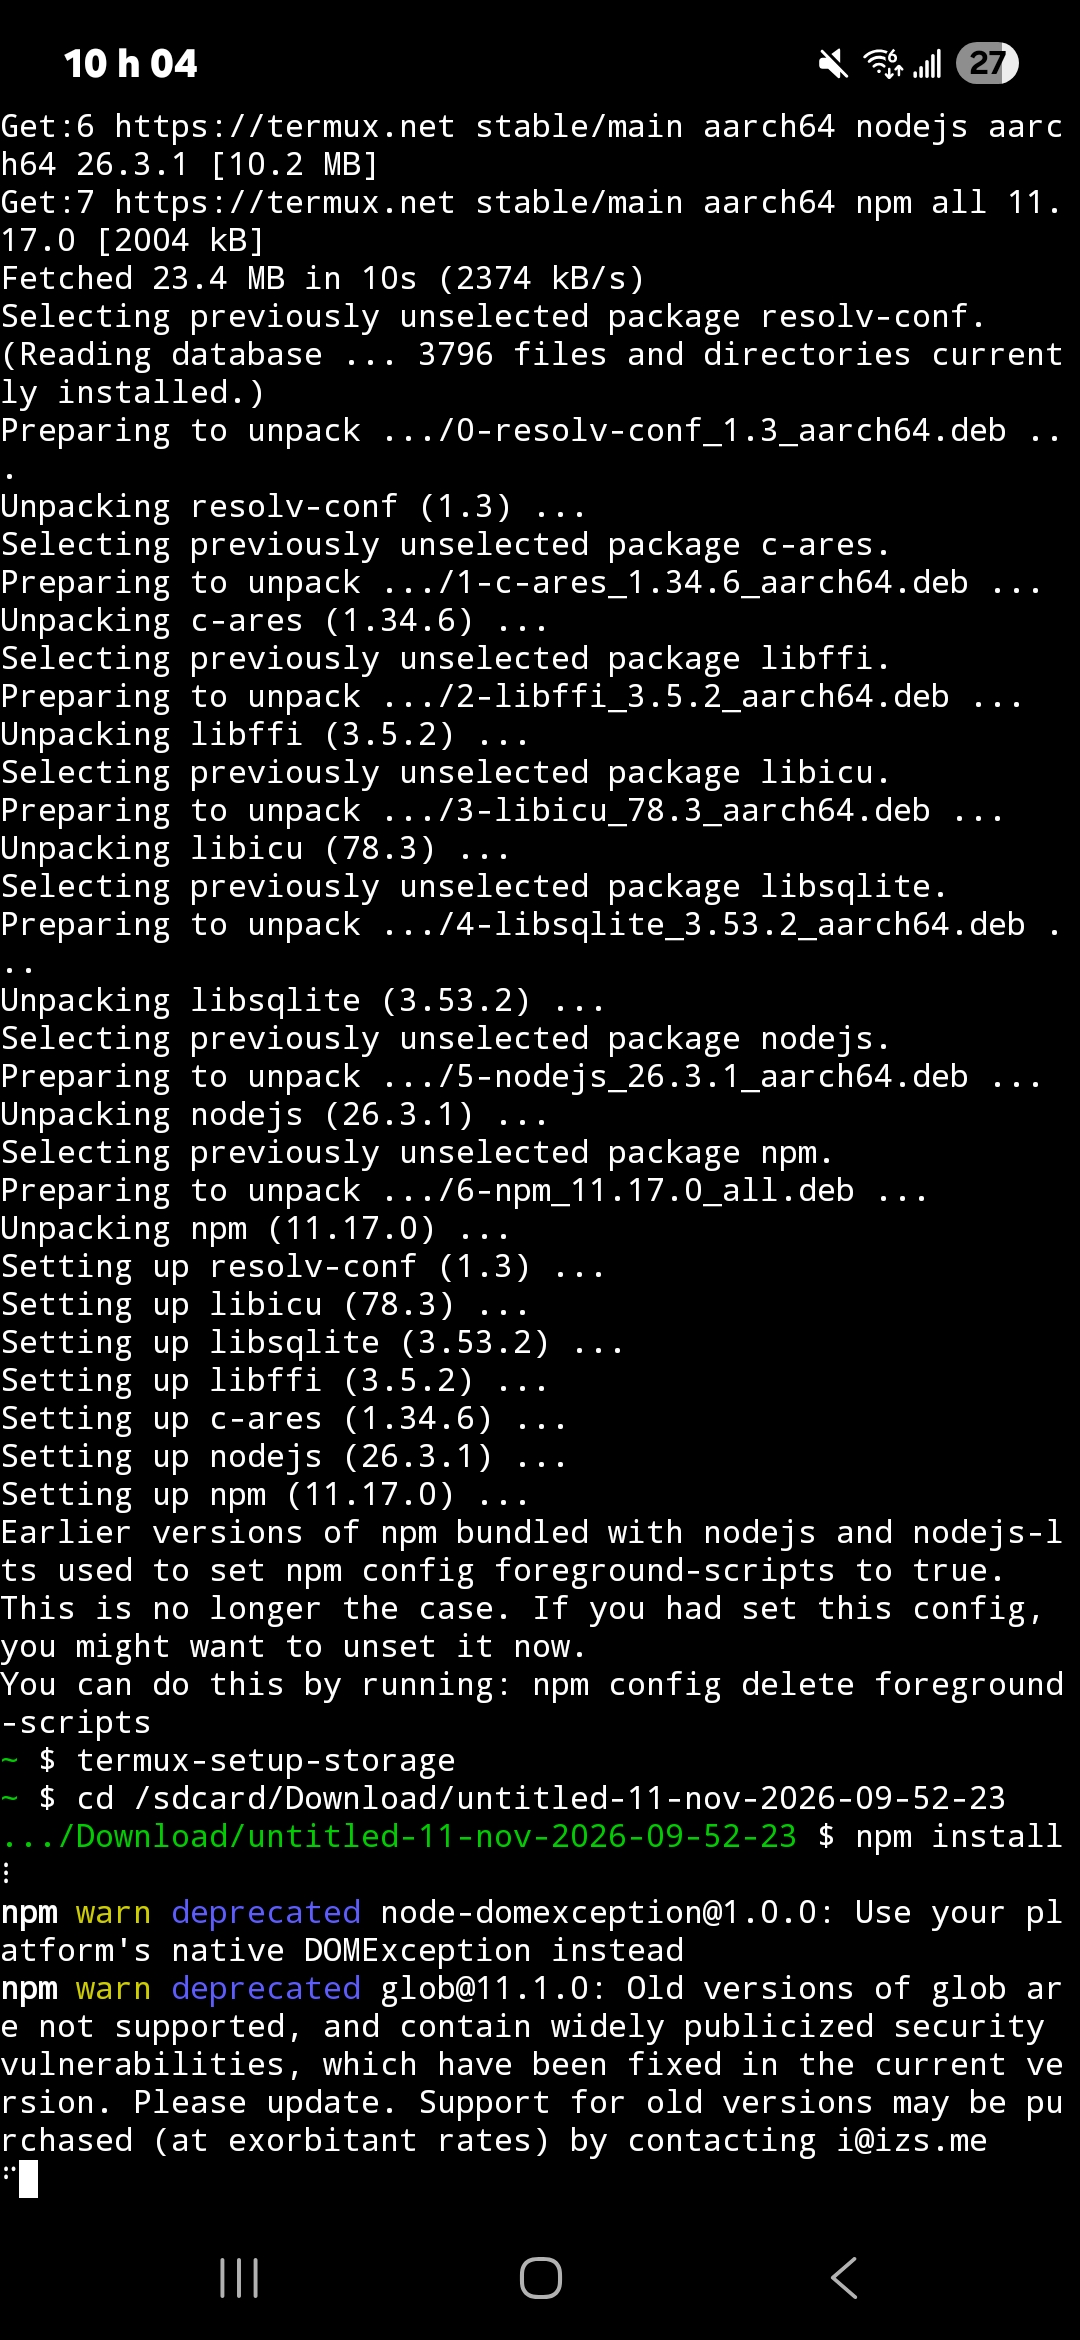 10 h 04
27
Get:6 https://termux.net stable/main aarch64 nodejs aarc
h64 26.3.1 [10.2 MB]
Get:7 https://termux.net stable/main aarch64 npm all 11.
17.0 [2004 kB]
Fetched 23.4 MB in 10s (2374 kB/s)
Selecting previously unselected package resolv-conf.
(Reading database ... 3796 files and directories current
ly installed.)
Preparing to unpack .../0-resolv-conf_1.3_aarch64.deb ..
.
Unpacking resolv-conf (1.3) ...
Selecting previously unselected package c-ares.
Preparing to unpack .../1-c-ares_1.34.6_aarch64.deb ...
Unpacking c-ares (1.34.6) ...
Selecting previously unselected package libffi.
Preparing to unpack .../2-libffi_3.5.2_aarch64.deb ...
Unpacking libffi (3.5.2) ...
Selecting previously unselected package libicu.
Preparing to unpack .../3-libicu_78.3_aarch64.deb ...
Unpacking libicu (78.3) ...
Selecting previously unselected package libsqlite.
Preparing to unpack .../4-libsqlite_3.53.2_aarch64.deb .
..
Unpacking libsqlite (3.53.2) ...
Selecting previously unselected package nodejs.
Preparing to unpack .../5-nodejs_26.3.1_aarch64.deb ...
Unpacking nodejs (26.3.1) ...
Selecting previously unselected package npm.
Preparing to unpack .../6-npm_11.17.0_all.deb ...
Unpacking npm (11.17.0) ...
Setting up resolv-conf (1.3) ...
Setting up libicu (78.3) ...
Setting up libsqlite (3.53.2) ...
Setting up libffi (3.5.2) ...
Setting up c-ares (1.34.6) ...
Setting up nodejs (26.3.1) ...
Setting up npm (11.17.0) ...
Earlier versions of npm bundled with nodejs and nodejs-l
ts used to set npm config foreground-scripts to true.
This is no longer the case. If you had set this config,
you might want to unset it now.
You can do this by running: npm config delete foreground
-scripts
~ $ termux-setup-storage
~ $ cd /sdcard/Download/untitled-11-nov-2026-09-52-23
.../Download/untitled-11-nov-2026-09-52-23 $ npm install
npm warn deprecated node-domexception@1.0.0: Use your pl
atform's native DOMException instead
npm warn deprecated glob@11.1.0: Old versions of glob ar
e not supported, and contain widely publicized security
vulnerabilities, which have been fixed in the current ve
rsion. Please update. Support for old versions may be pu
rchased (at exorbitant rates) by contacting i@izs.me